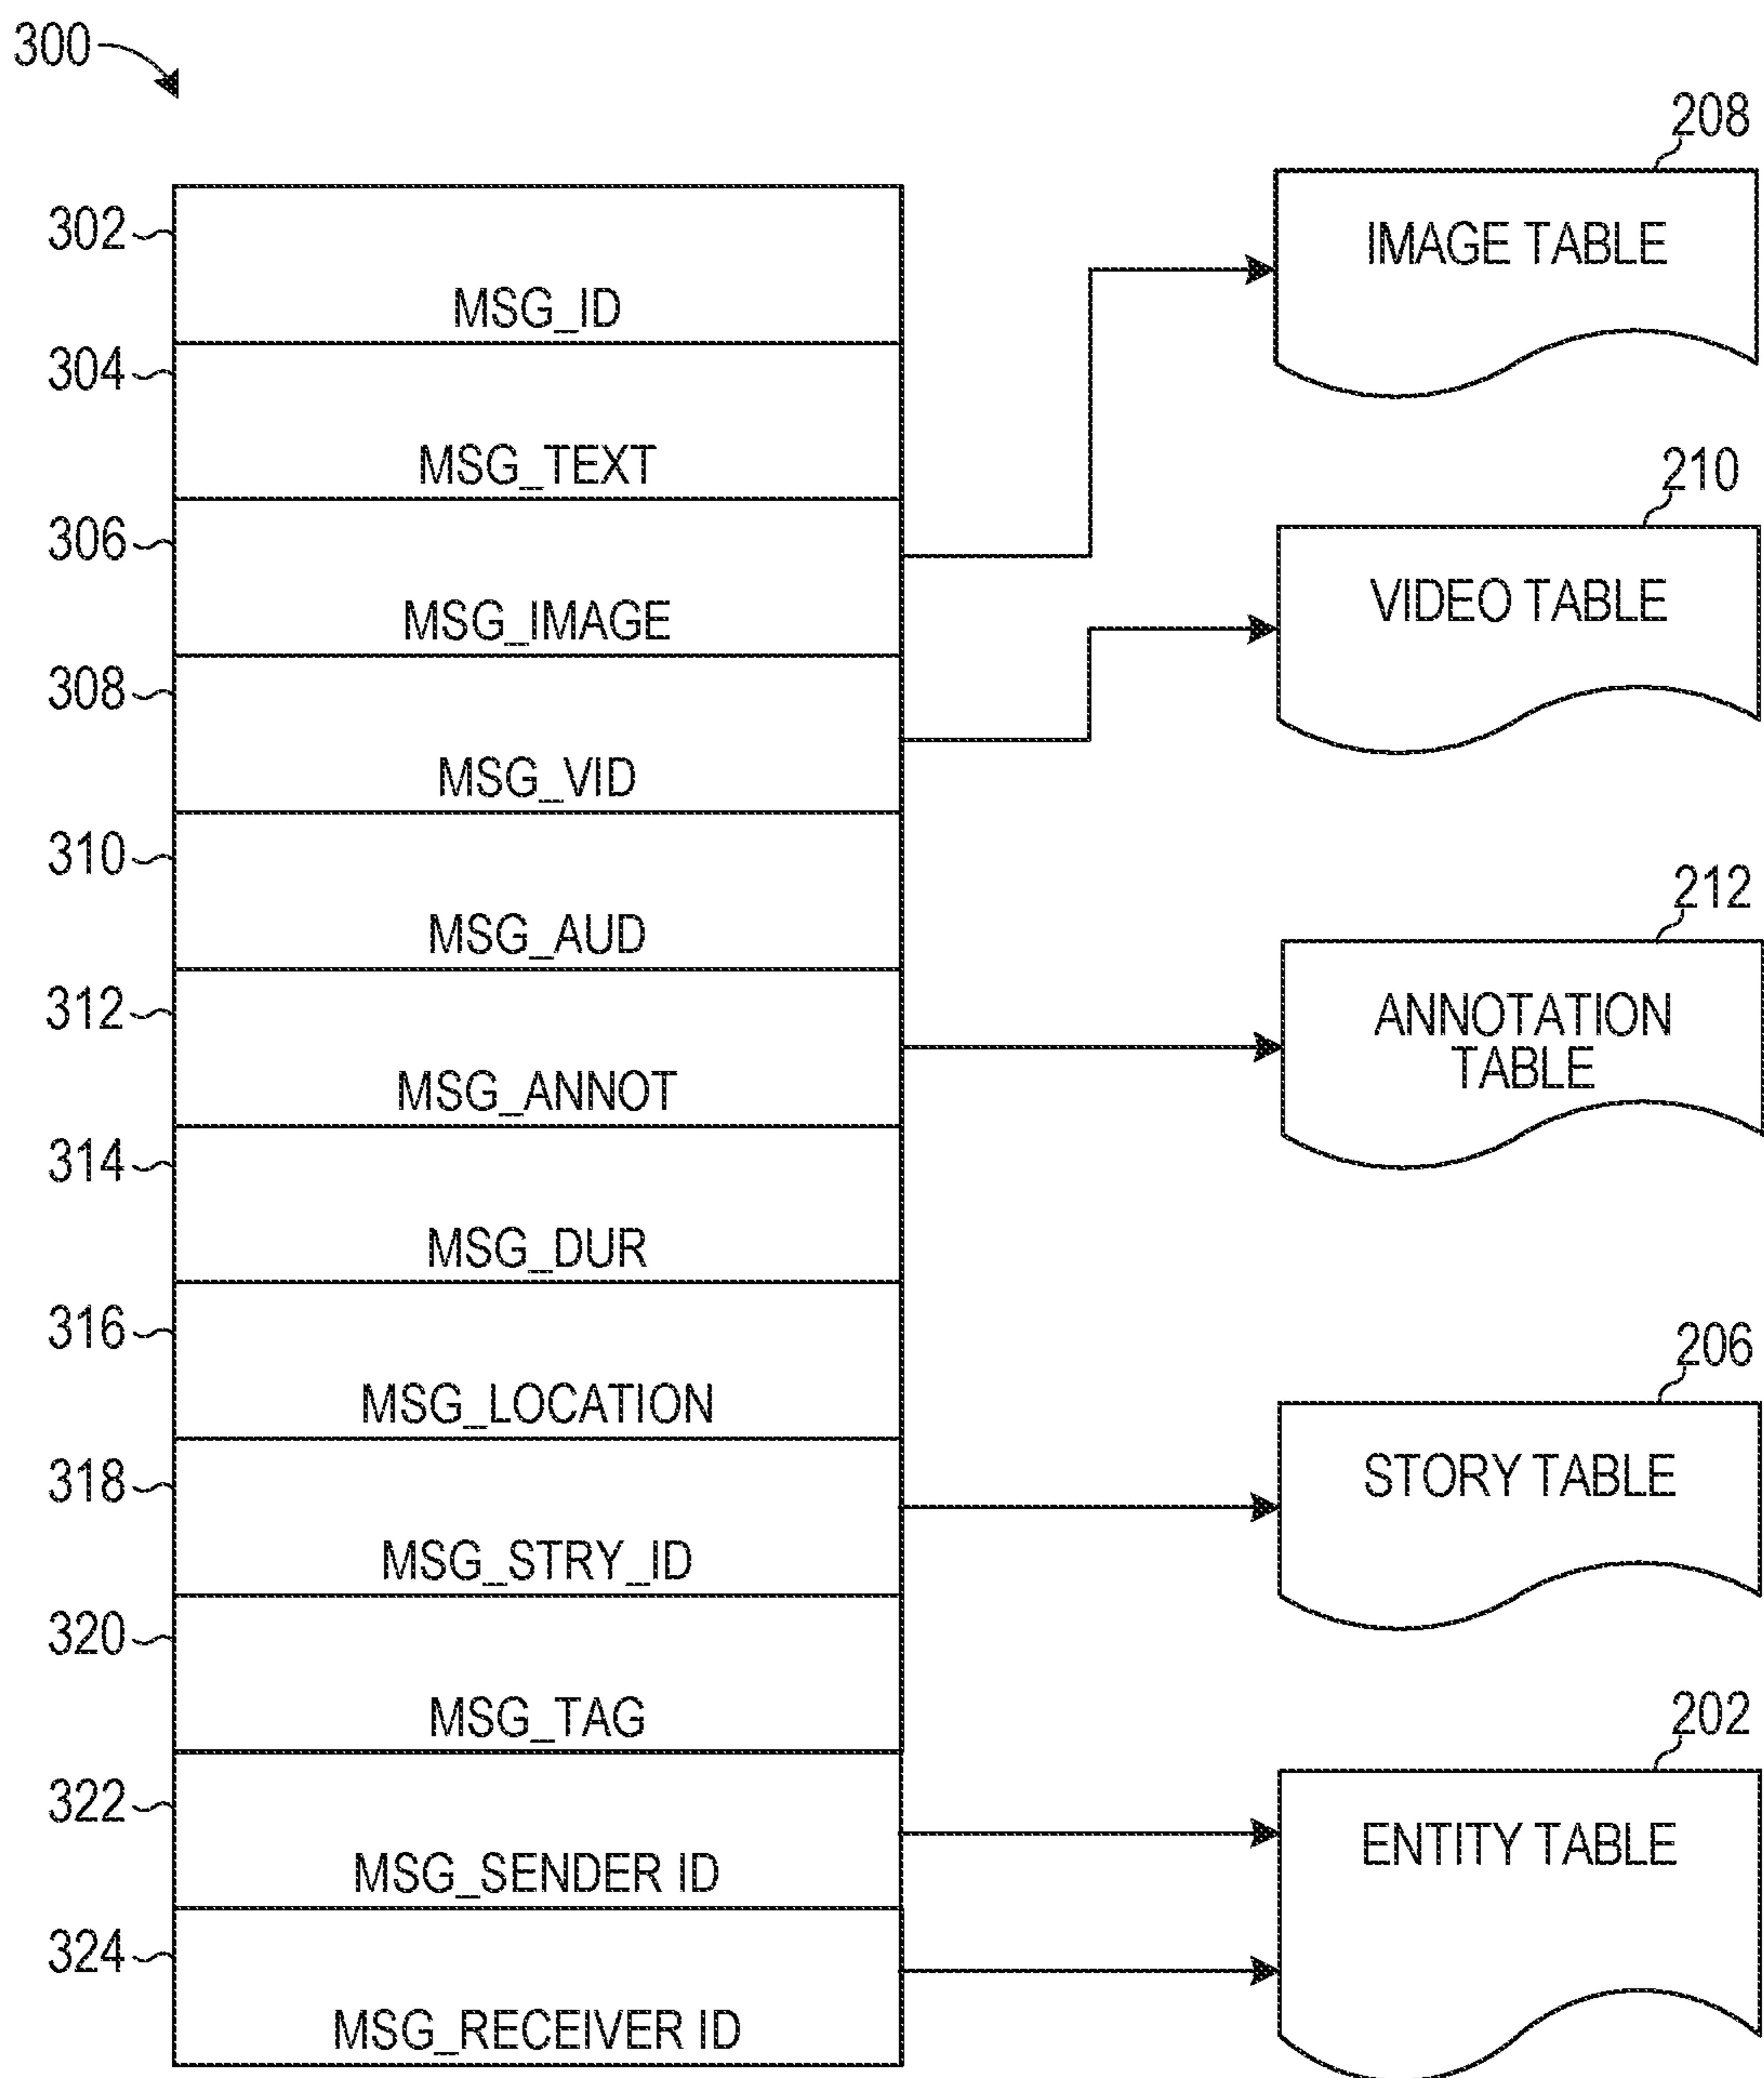 300
208
302
IMAGE TABLE
MSG_ID
304
MSG_TEXT
210
306
VIDEO TABLE
MSG_IMAGE
308
MSG_VID
310
212
MSG_AUD
312
ANNOTATION
TABLE
MSG_ANNOT
314
MSG_DUR
316
206
MSG_LOCATION
318
STORY TABLE
MSG_STRY_ID
320
MSG_TAG
202
322
ENTITY TABLE
MSG_SENDER ID
324
MSG_RECEIVER ID